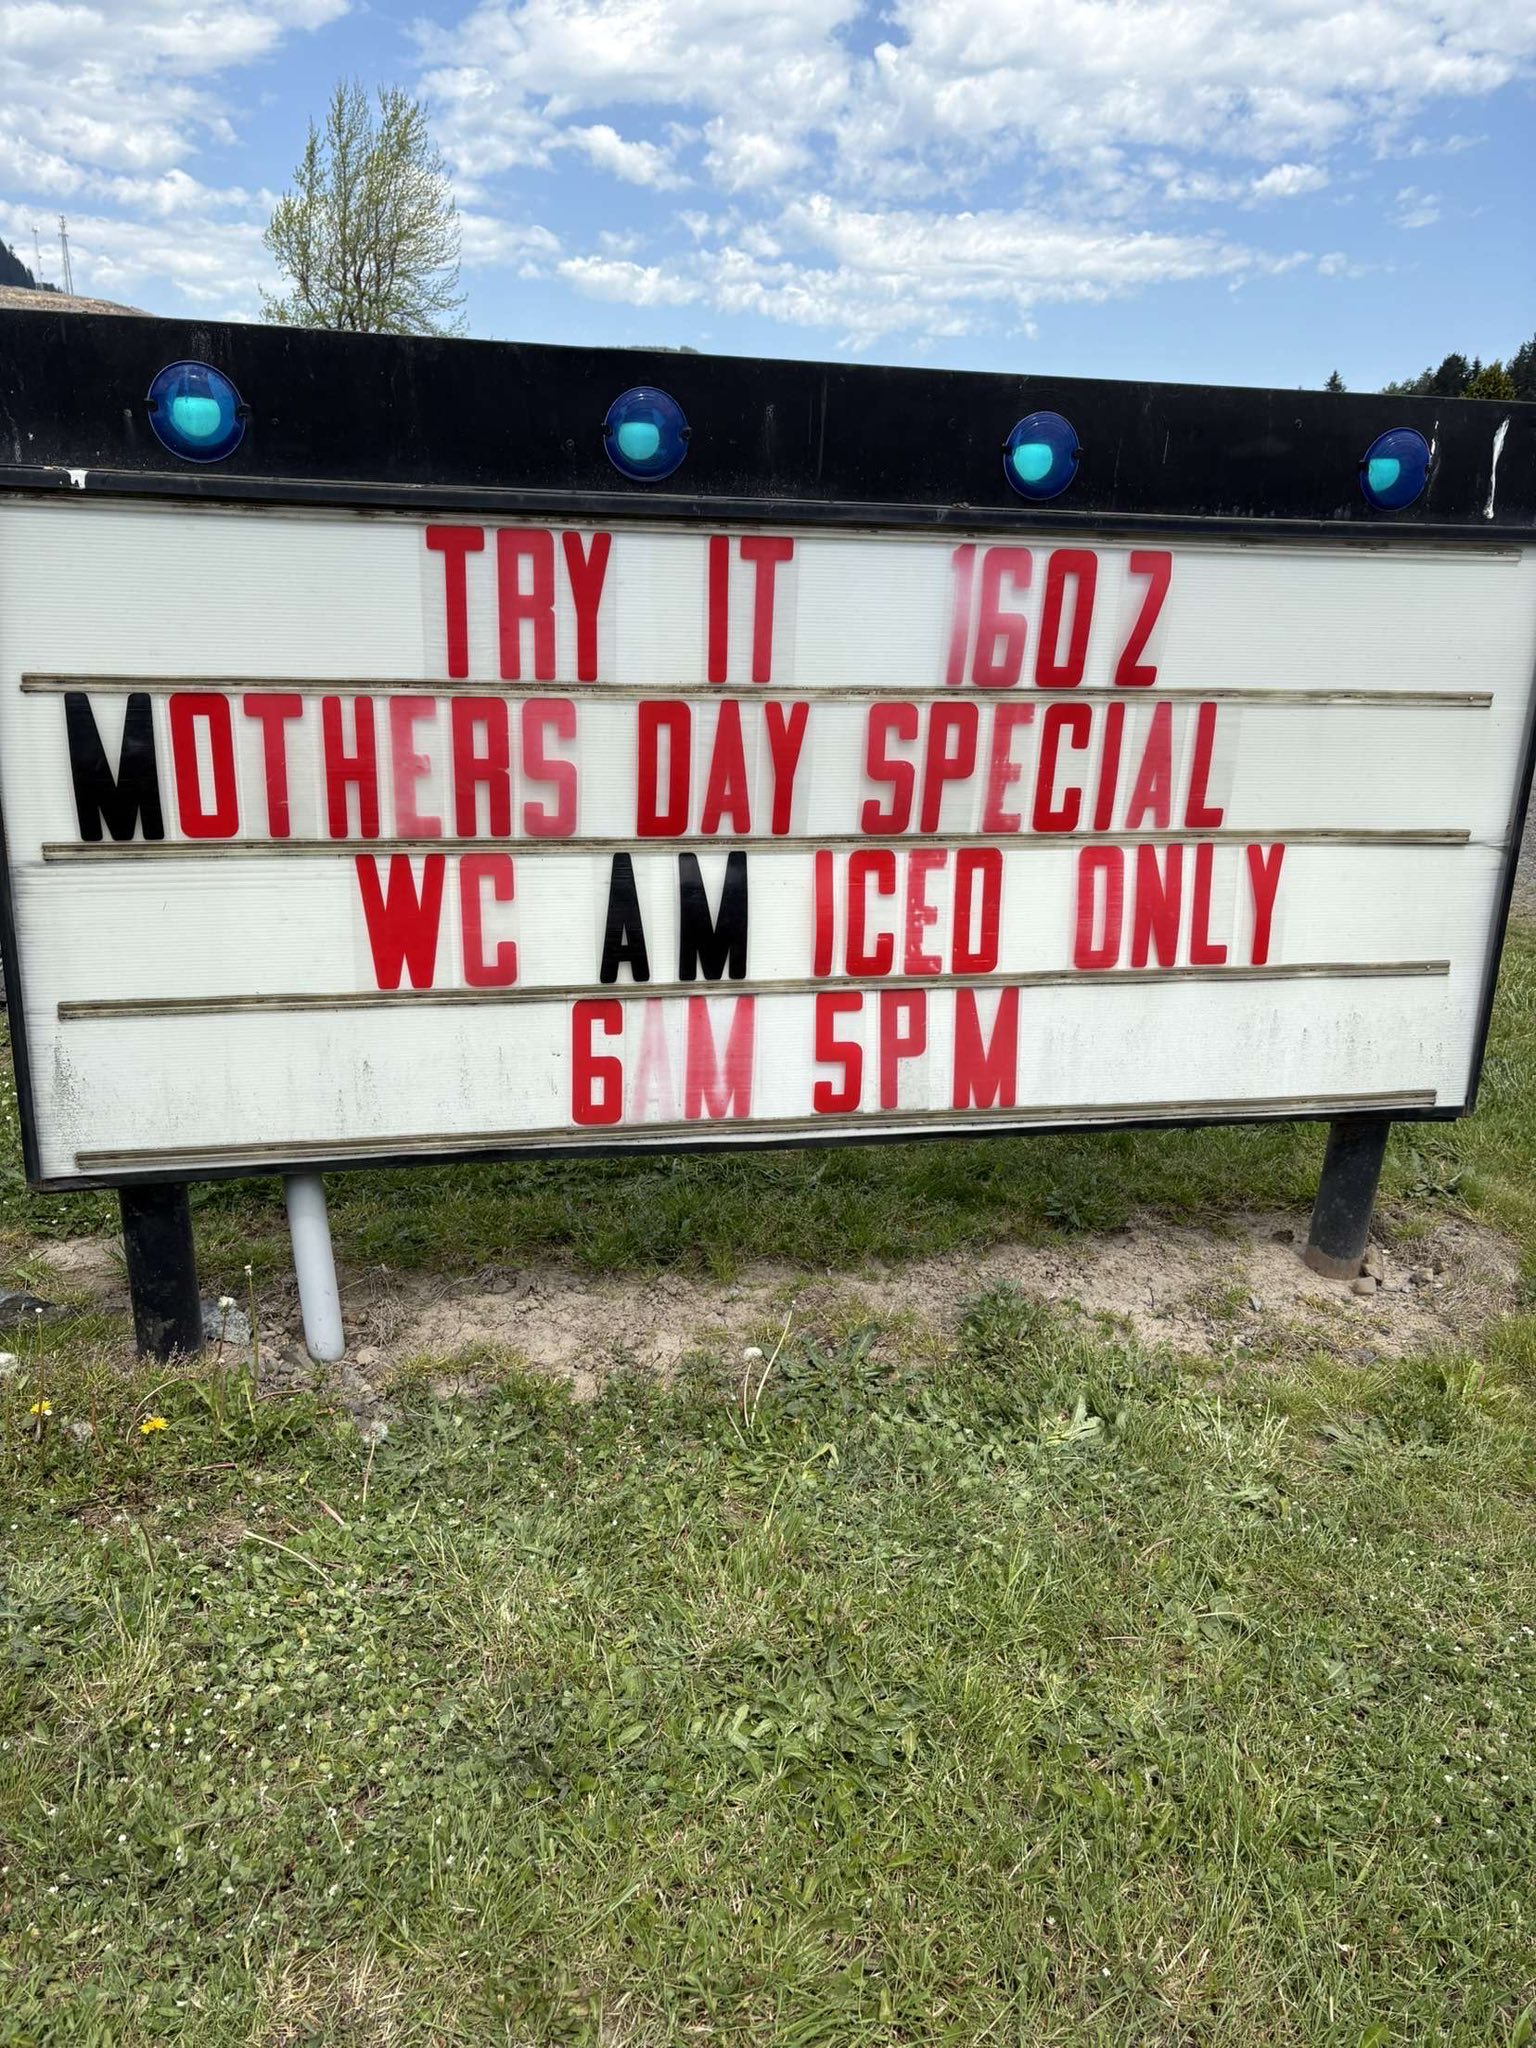 TRY IT 16OZ
MOTHERS DAY SPECIAL
WC AM ICED ONLY
6AM 5PM